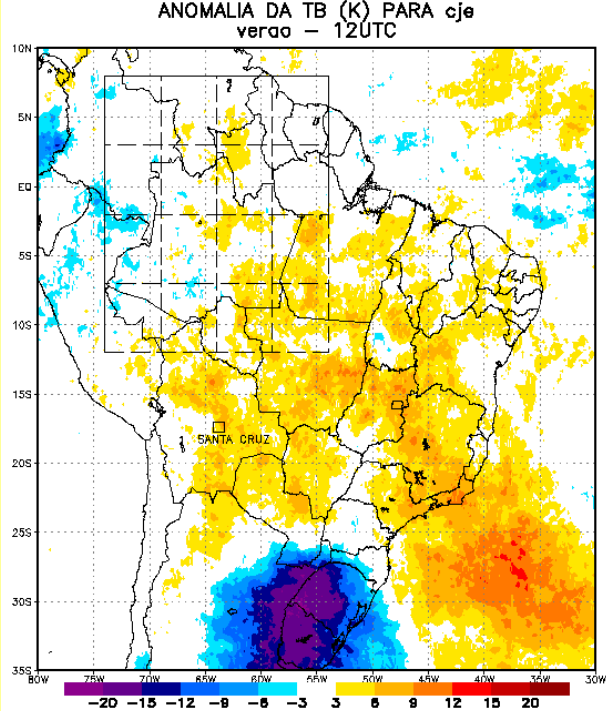 ANOMALIA DA TB (K) PARA cje
verao – 12UTC
10N
5N
EQ
5S
10S
15S
SANTA CRUZ
20S
25S
30S
35S
80W 75W 70W 65W 60W 55W 50W 45W 40W 35W 30W
-20 -15 -12 -9 -6 -3 3 6 9 12 15 20